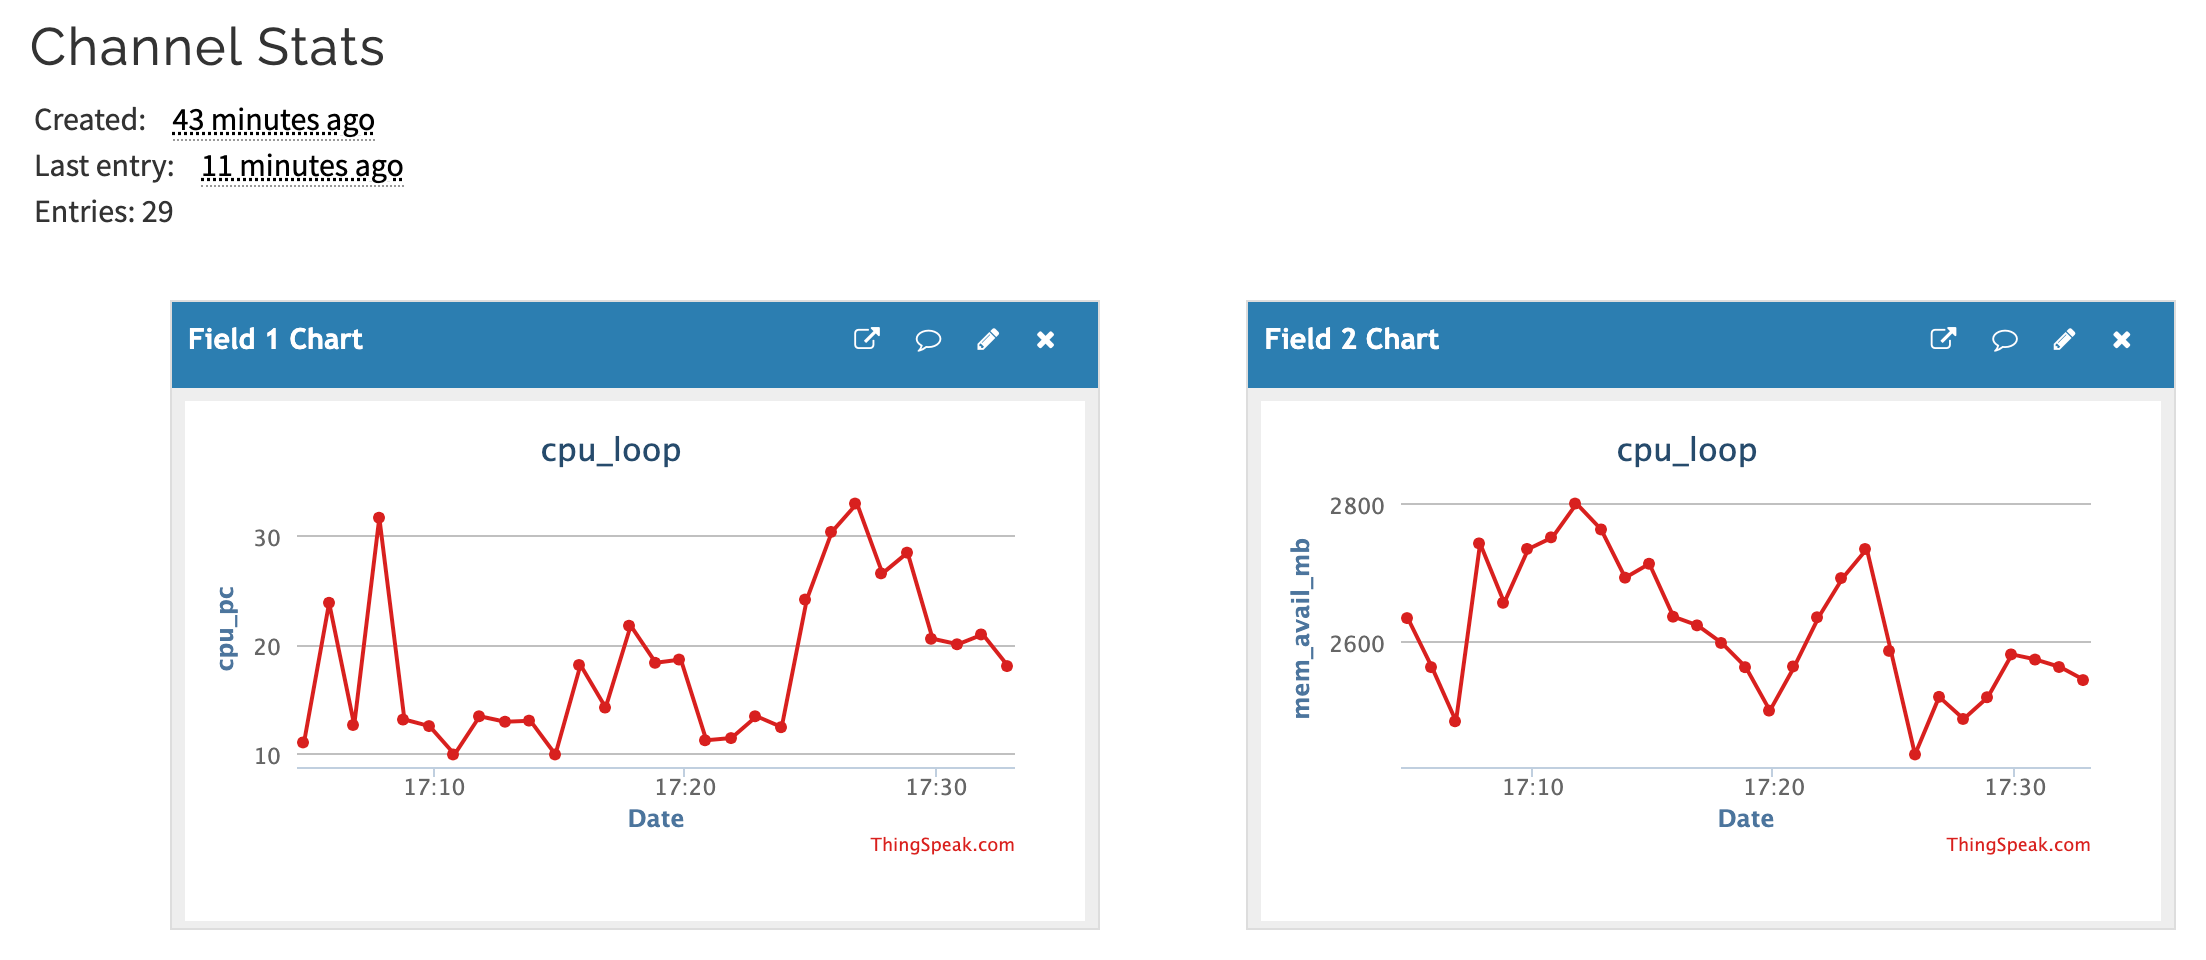 Channel Stats
Created: 43 minutes ago
Last entry: 11 minutes ago
Entries: 29
Field 1 Chart
cpu_loop
cpu_pc
30
20
10
17:10 17:20 17:30
Date
ThingSpeak.com
Field 2 Chart
cpu_loop
mem_avail_mb
2800
2600
17:10 17:20 17:30
Date
ThingSpeak.com